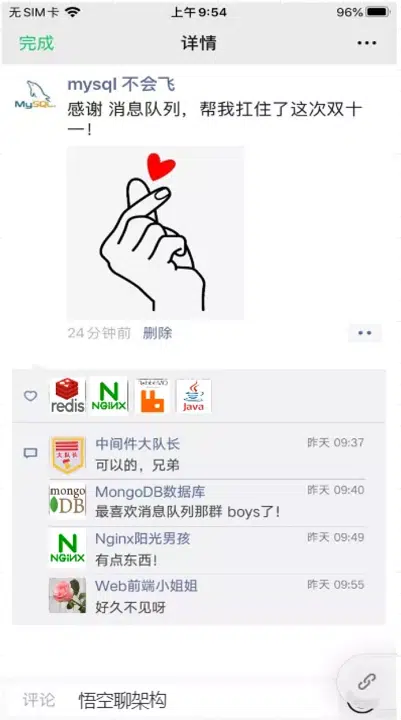 无SIM卡 上午9:54 96%
完成 详情
mysql 不会飞
MySQL
感谢 消息队列，帮我扛住了这次双十
一！
24分钟前 删除
redis NGINX Java
中间件大队长 昨天 09:37
大队长
可以的，兄弟
MongoDB数据库 昨天 09:40
mongo
DB
最喜欢消息队列那群 boys了！
Nginx阳光男孩 昨天 09:49
NGINX
有点东西！
Web前端小姐姐 昨天 09:55
好久不见呀
评论 悟空聊架构